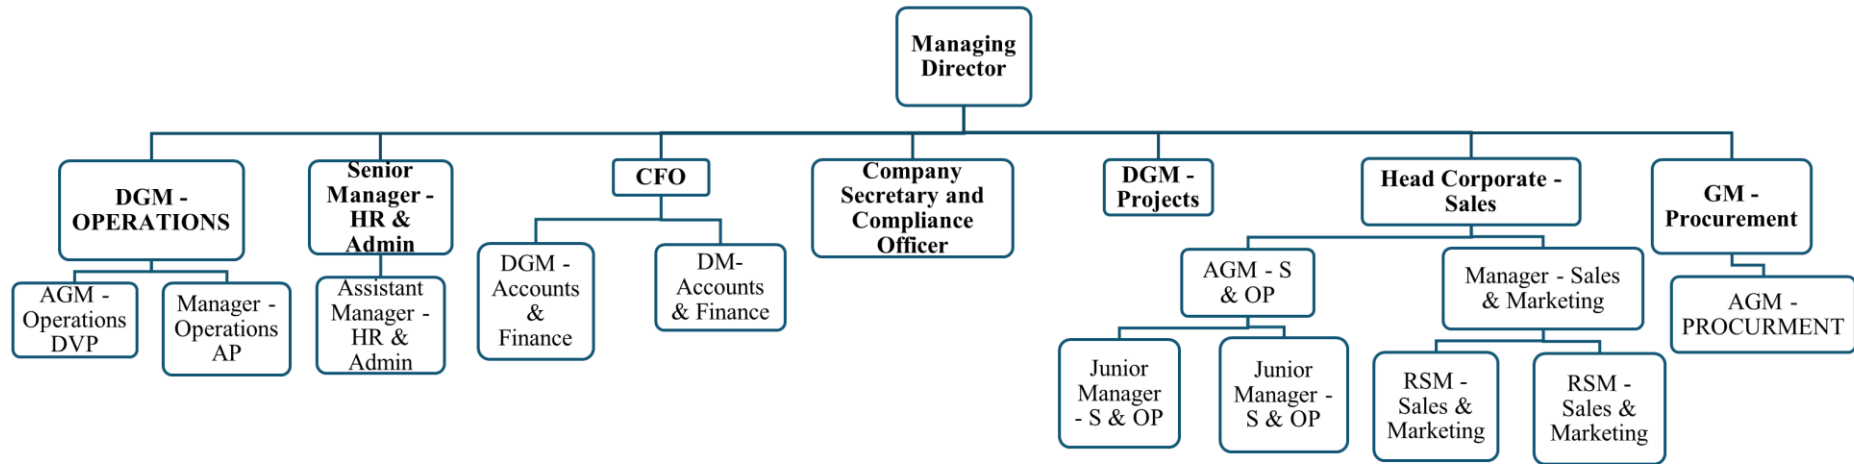 Managing
Director
DGM -
OPERATIONS
Senior
Manager -
HR &
Admin
CFO
Company
Secretary and
Compliance
Officer
DGM -
Projects
Head Corporate -
Sales
GM -
Procurement
AGM -
Operations
DVP
Manager -
Operations
AP
Assistant
Manager -
HR &
Admin
DGM -
Accounts
&
Finance
DM-
Accounts
& Finance
AGM - S
& OP
Manager - Sales
& Marketing
AGM -
PROCURMENT
Junior
Manager
- S & OP
Junior
Manager -
S & OP
RSM -
Sales &
Marketing
RSM -
Sales &
Marketing